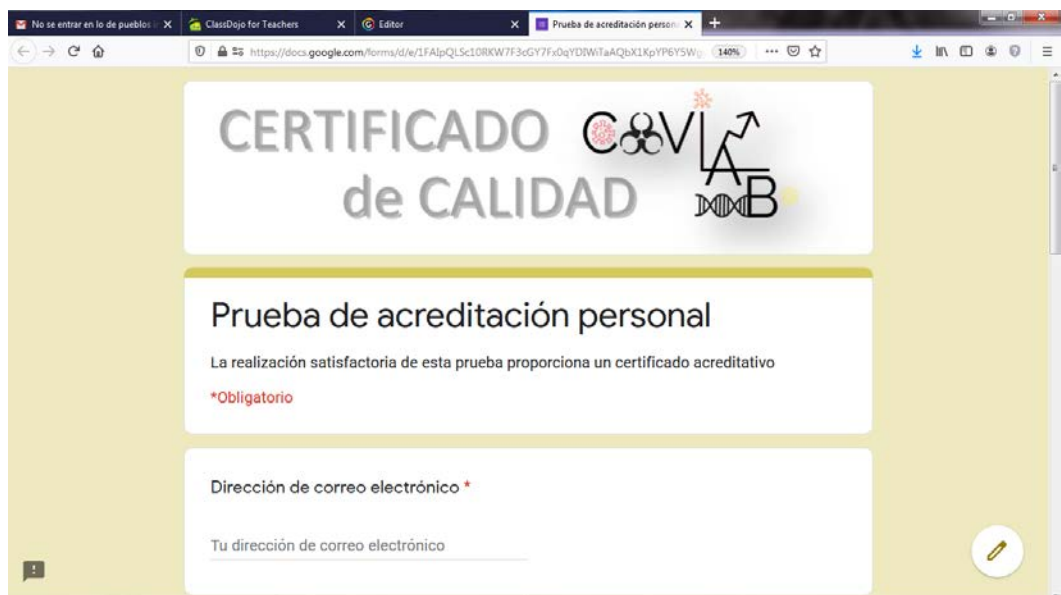 No se entrar en lo de pueblos
ClassDojo for Teachers
Editor
Prueba de acreditación person
140%
CERTIFICADO
de CALIDAD
COVI
LAB
Prueba de acreditación personal
La realización satisfactoria de esta prueba proporciona un certificado acreditativo
*Obligatorio
Dirección de correo electrónico *
Tu dirección de correo electrónico